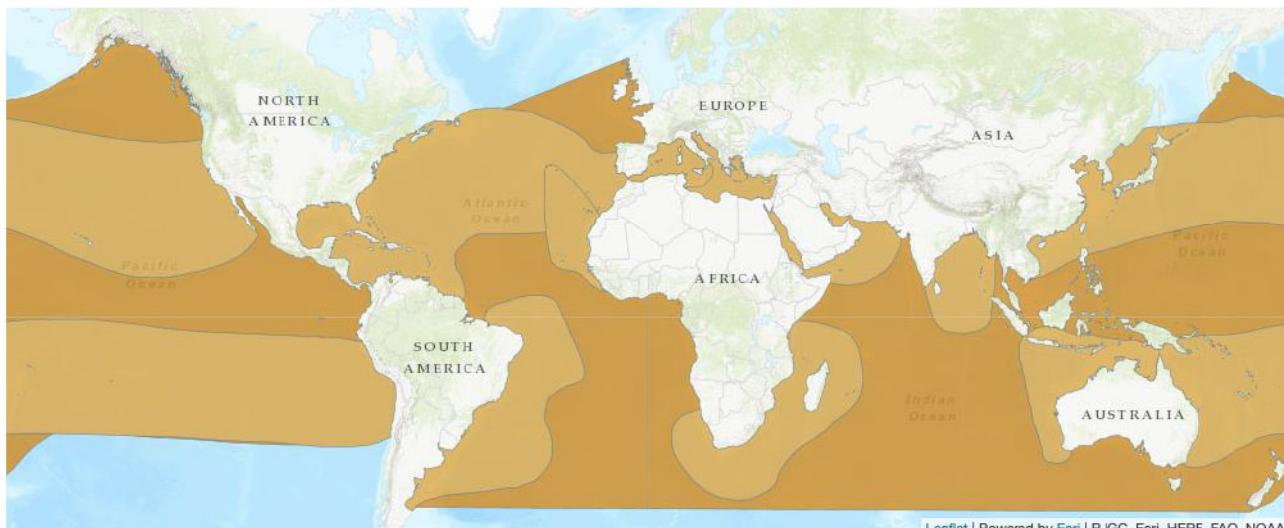 NORTH
AMERICA
EUROPE
ASIA
Atlantic
Ocean
Pacific
Ocean
Pacific
Ocean
AFRICA
SOUTH
AMERICA
Indian
Ocean
AUSTRALIA
Leaflet | Powered by Esri | USGS, Esri, HERE, FAO, NOAA